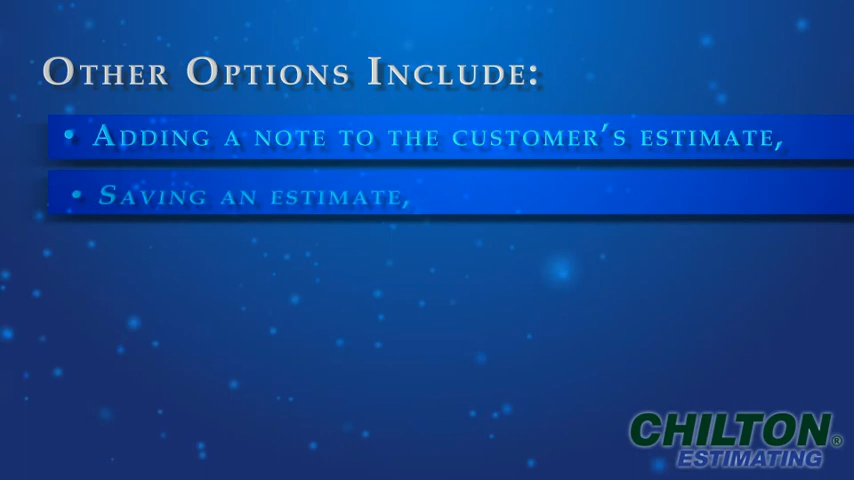 Other Options Include:
• Adding a note to the customer's estimate,
• Saving an estimate,
CHILTON®
ESTIMATING